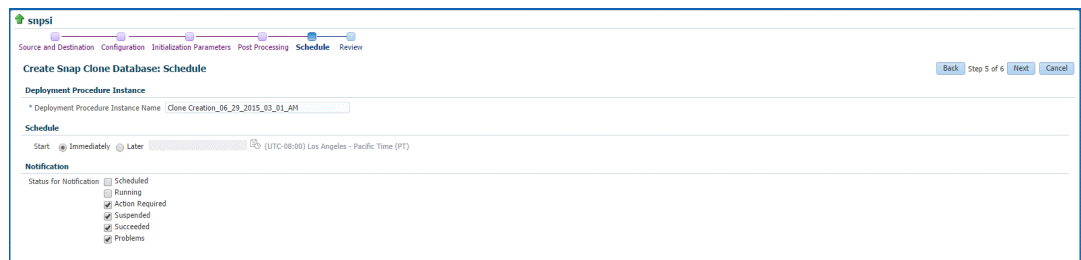 snpsi
Source and Destination Configuration Initialization Parameters Post Processing Schedule Review
Create Snap Clone Database: Schedule Back Step 5 of 6 Next Cancel
Deployment Procedure Instance
* Deployment Procedure Instance Name Clone Creation_06_29_2015_03_01_AM
Schedule
Start Immediately Later (UTC-08:00) Los Angeles - Pacific Time (PT)
Notification
Status for Notification Scheduled
Running
Action Required
Suspended
Succeeded
Problems